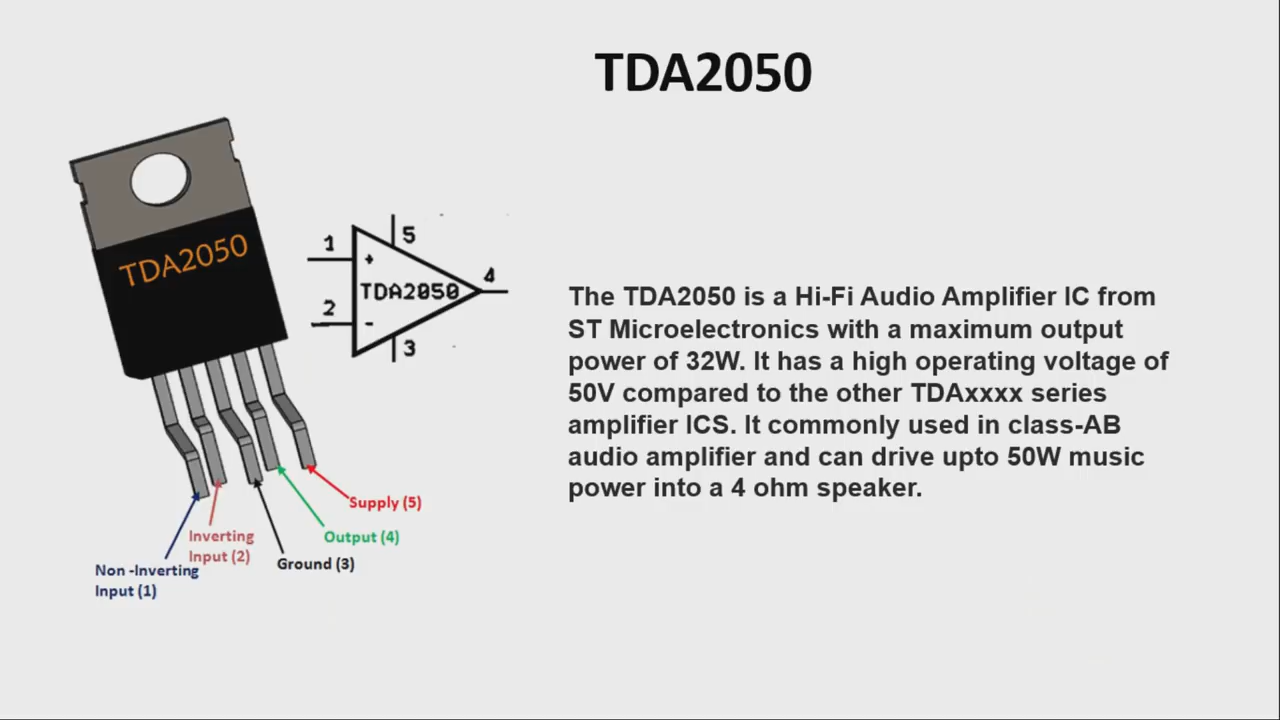 TDA2050
TDA2050
1
+
5
TDA2050
4
2
-
3
The TDA2050 is a Hi-Fi Audio Amplifier IC from
ST Microelectronics with a maximum output
power of 32W. It has a high operating voltage of
50V compared to the other TDAxxxx series
amplifier ICS. It commonly used in class-AB
audio amplifier and can drive upto 50W music
power into a 4 ohm speaker.
Supply (5)
Output (4)
Ground (3)
Inverting
Input (2)
Non -Inverting
Input (1)